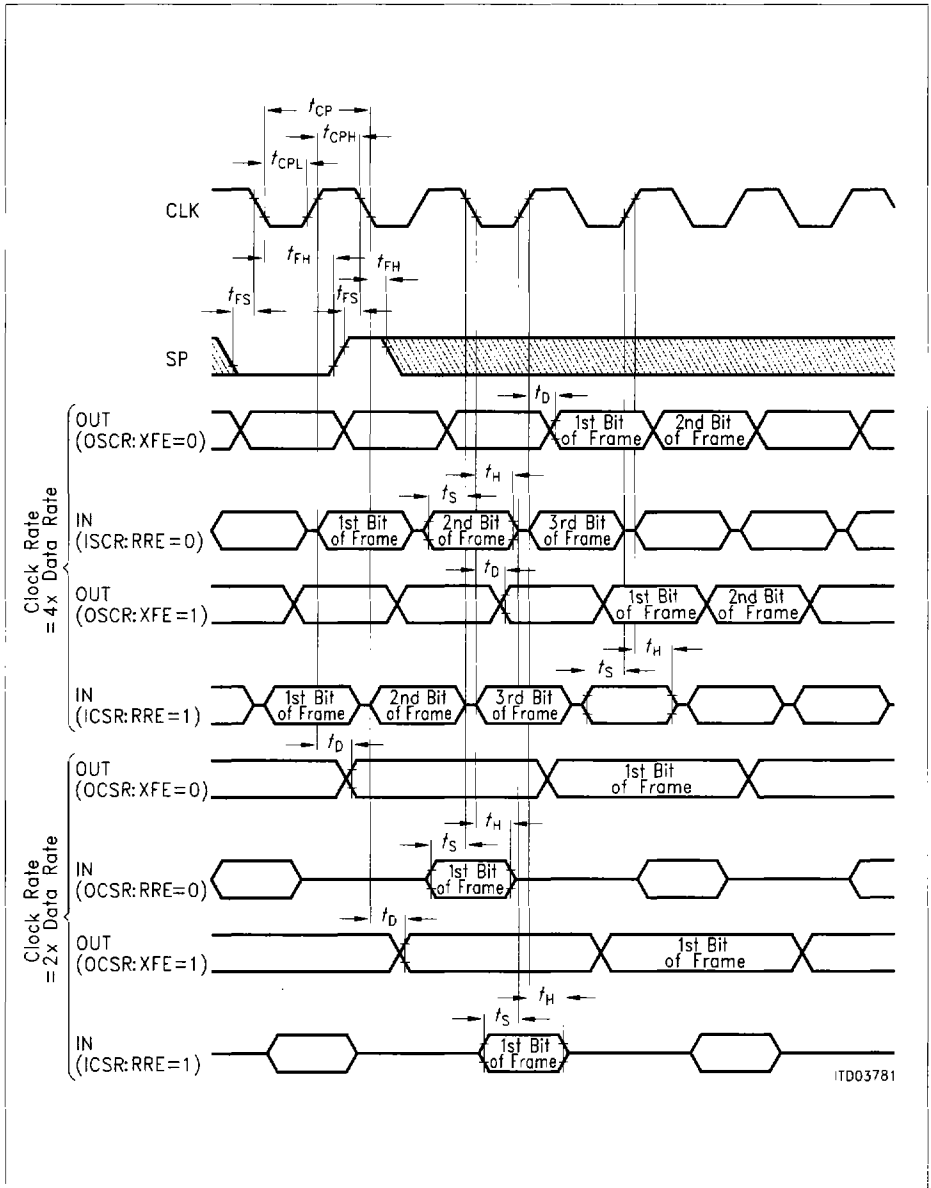 tCP
tCPH
tCPL
CLK
tFH
tFH
tFS
tFS
SP
tD
OUT
(OSCR:XFE=0)
1st Bit
of Frame
2nd Bit
of Frame
tH
tS
IN
(ISCR:RRE=0)
1st Bit
of Frame
2nd Bit
of Frame
3rd Bit
of Frame
Clock Rate
=4x Data Rate
tD
OUT
(OSCR:XFE=1)
1st Bit
of Frame
2nd Bit
of Frame
tH
tS
IN
(ICSR:RRE=1)
1st Bit
of Frame
2nd Bit
of Frame
3rd Bit
of Frame
tD
OUT
(OCSR:XFE=0)
1st Bit
of Frame
tH
tS
IN
(OCSR:RRE=0)
1st Bit
of Frame
Clock Rate
=2x Data Rate
tD
OUT
(OCSR:XFE=1)
1st Bit
of Frame
tH
tS
IN
(ICSR:RRE=1)
1st Bit
of Frame
ITD03781